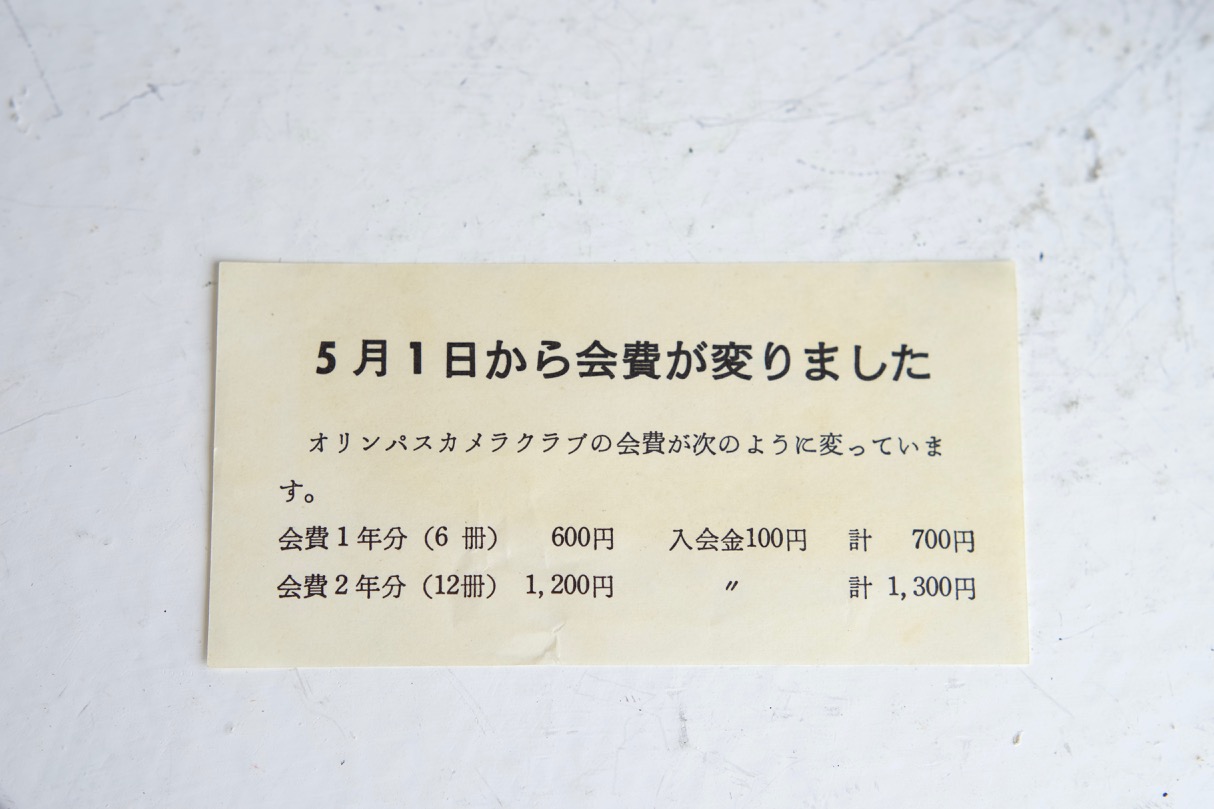 5月1日から会費が変りました
オリンパスカメラクラブの会費が次のように変っていま
す。
会費1年分（6 冊） 600円 入会金100円 計 700円
会費2年分（12冊） 1,200円 〃 計 1,300円